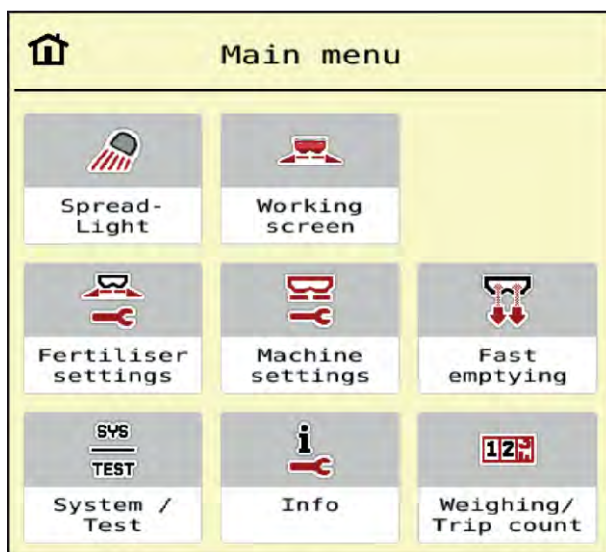 Main menu
Spread-
Light
Working
screen
Fertiliser
settings
Machine
settings
Fast
emptying
SYS
TEST
System /
Test
i
Info
12
Weighing/
Trip count